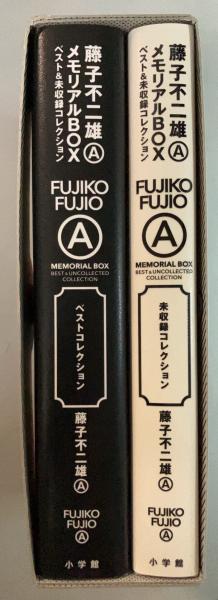 藤子不二雄Ⓐ
メモリアルBOX
ベスト&未収録コレクション
FUJIKO
FUJIO
Ⓐ
MEMORIAL BOX
BEST&UNCOLLECTED
COLLECTION
ベストコレクション
藤子不二雄Ⓐ
FUJIKO
FUJIO
Ⓐ
小学館
藤子不二雄Ⓐ
メモリアルBOX
ベスト&未収録コレクション
FUJIKO
FUJIO
Ⓐ
MEMORIAL BOX
BEST&UNCOLLECTED
COLLECTION
未収録コレクション
藤子不二雄Ⓐ
FUJIKO
FUJIO
Ⓐ
小学館